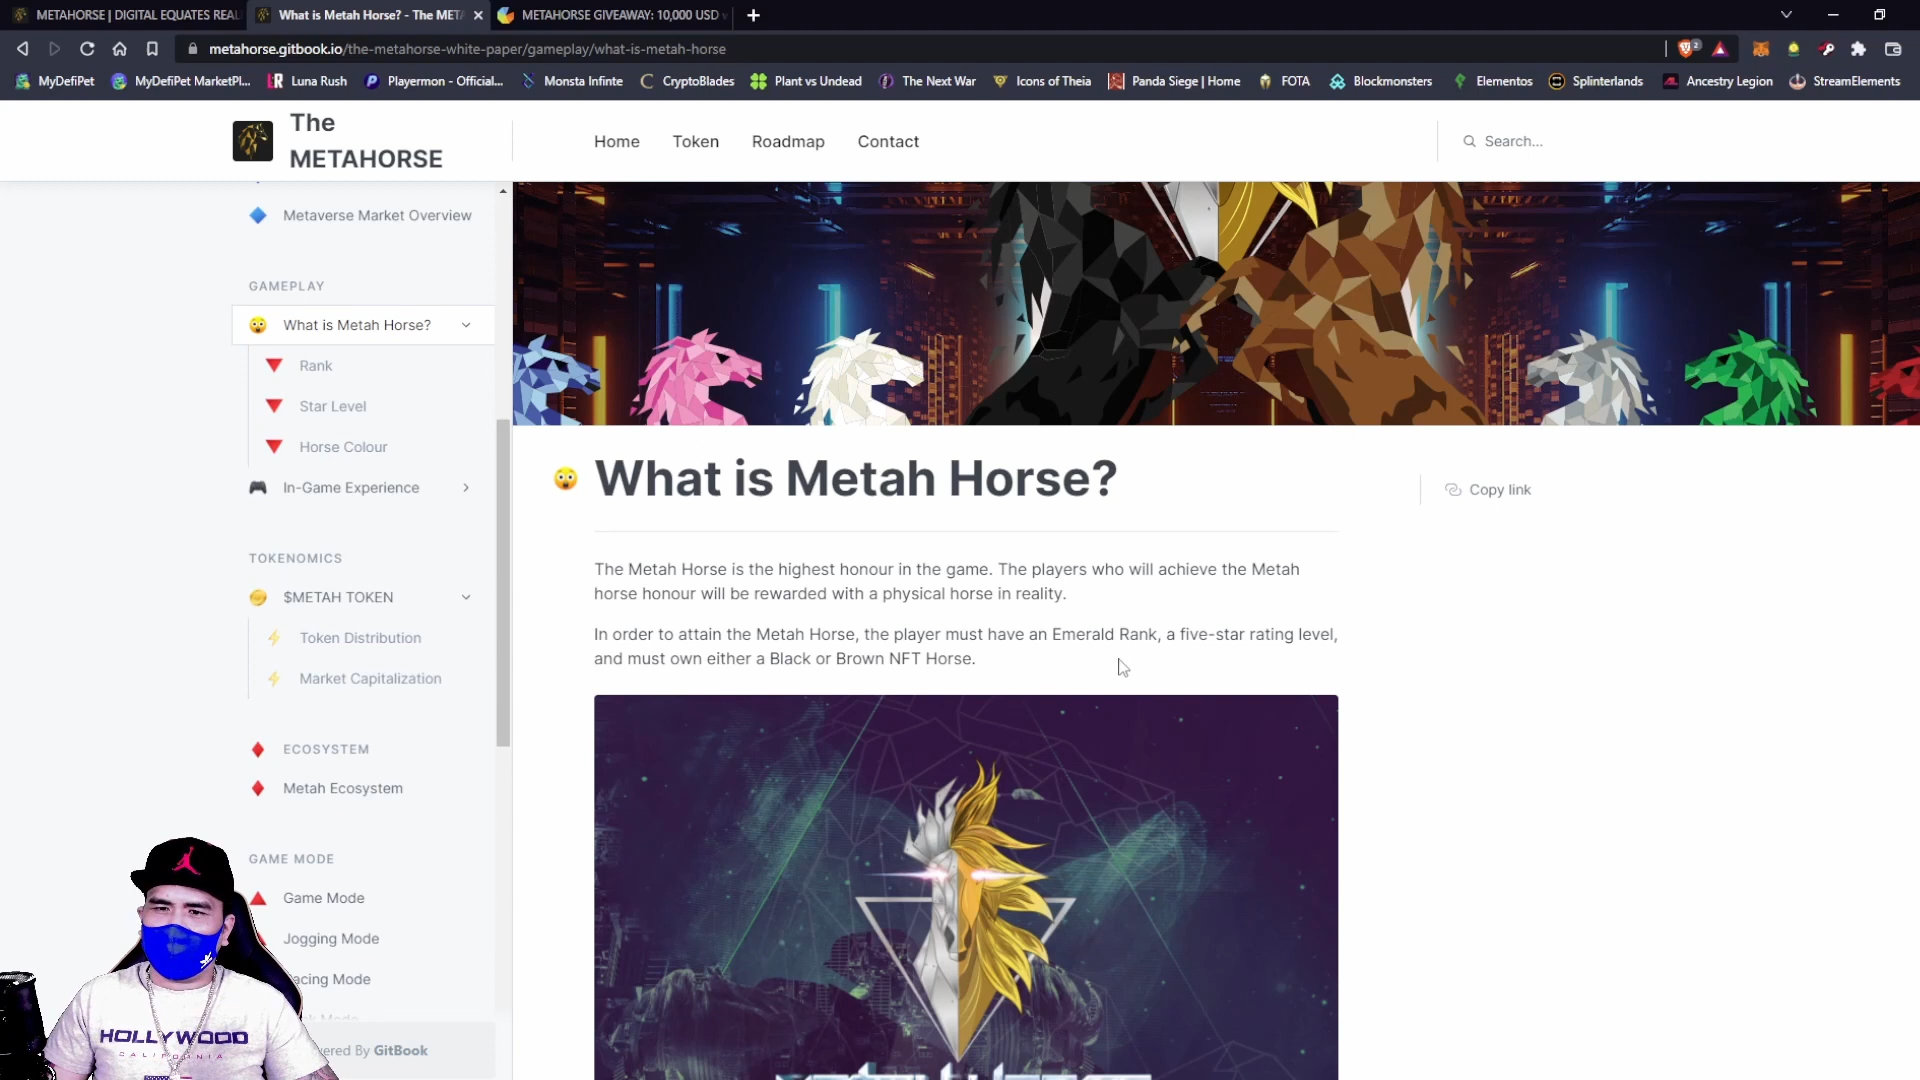 METAHORSE | DIGITAL EQUATES REAL
What is Metah Horse? - The META
METAHORSE GIVEAWAY: 10,000 USD
metahorse.gitbook.io/the-metahorse-white-paper/gameplay/what-is-metah-horse
2
MyDefiPet
MyDefiPet MarketPl...
Luna Rush
Playermon - Official...
Monsta Infinte
CryptoBlades
Plant vs Undead
The Next War
Icons of Theia
Panda Siege | Home
FOTA
Blockmonsters
Elementos
Splinterlands
Ancestry Legion
StreamElements
The
METAHORSE
Home
Token
Roadmap
Contact
Search...
Metaverse Market Overview
GAMEPLAY
What is Metah Horse?
Rank
Star Level
Horse Colour
In-Game Experience
TOKENOMICS
$METAH TOKEN
Token Distribution
Market Capitalization
ECOSYSTEM
Metah Ecosystem
GAME MODE
Game Mode
Jogging Mode
acing Mode
Mode
ered By GitBook
What is Metah Horse?
Copy link
The Metah Horse is the highest honour in the game. The players who will achieve the Metah
horse honour will be rewarded with a physical horse in reality.
In order to attain the Metah Horse, the player must have an Emerald Rank, a five-star rating level,
and must own either a Black or Brown NFT Horse.
HOLLYWOOD
CALIFORNIA